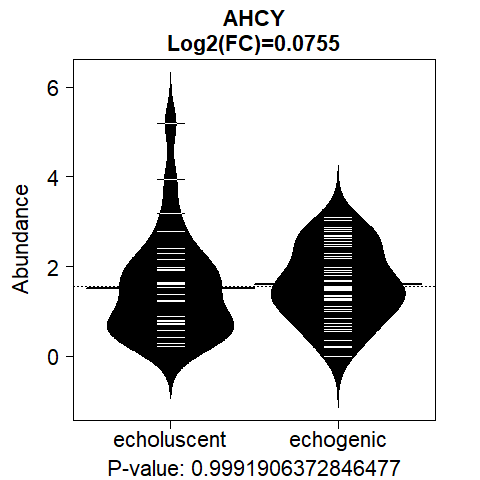 AHCY
Log2(FC)=0.0755
Abundance
6
4
2
0
echoluscent echogenic
P-value: 0.9991906372846477